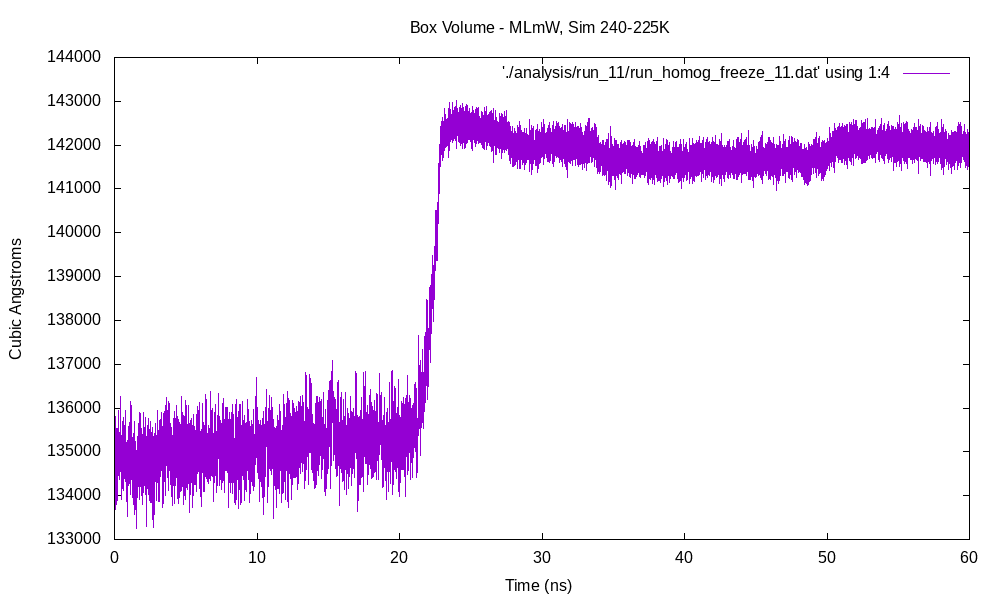 Box Volume - MLmW, Sim 240-225K
'./analysis/run_11/run_homog_freeze_11.dat' using 1:4
144000
143000
142000
141000
140000
139000
138000
137000
136000
135000
134000
133000
Cubic Angstroms
0 10 20 30 40 50 60
Time (ns)